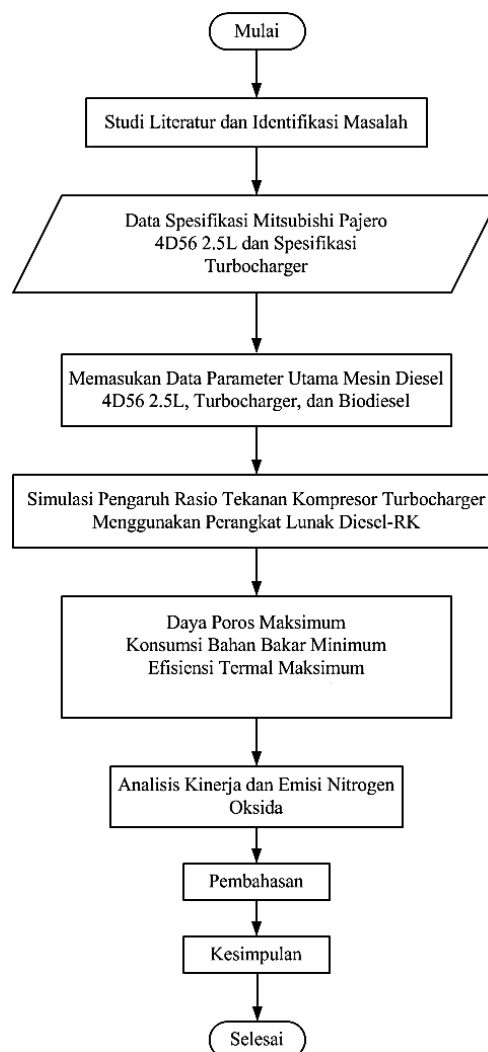 Mulai
Studi Literatur dan Identifikasi Masalah
Data Spesifikasi Mitsubishi Pajero
4D56 2.5L dan Spesifikasi
Turbocharger
Memasukan Data Parameter Utama Mesin Diesel
4D56 2.5L, Turbocharger, dan Biodiesel
Simulasi Pengaruh Rasio Tekanan Kompresor Turbocharger
Menggunakan Perangkat Lunak Diesel-RK
Daya Poros Maksimum
Konsumsi Bahan Bakar Minimum
Efisiensi Termal Maksimum
Analisis Kinerja dan Emisi Nitrogen
Oksida
Pembahasan
Kesimpulan
Selesai